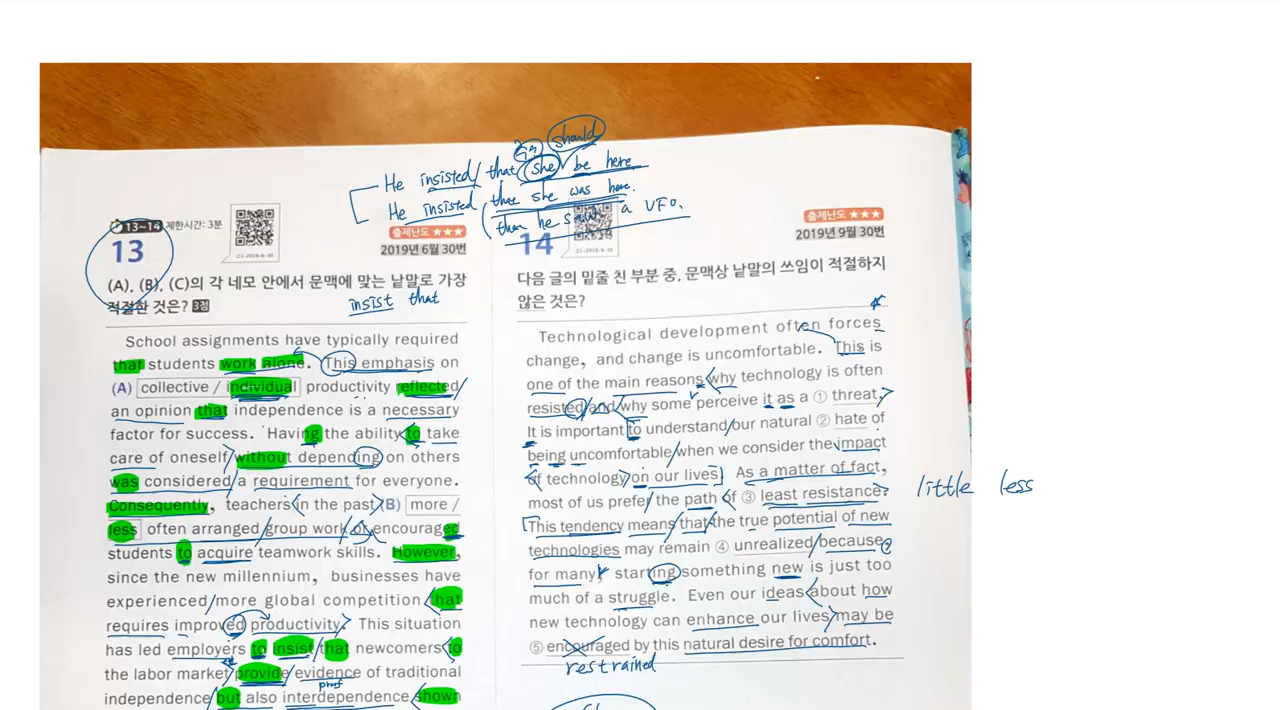 should
He insisted that she be here
He insisted that she was here.
than he saw a UFO.
13~14 제한시간: 3분
13
출제난도 ★★★
2019년 6월 30번
(A), (B), (C)의 각 네모 안에서 문맥에 맞는 낱말로 가장
적절한 것은? 3점
insist that
School assignments have typically required
that students work alone. This emphasis on
(A) collective / individual productivity reflected
an opinion that independence is a necessary
factor for success. Having the ability to take
care of oneself without depending on others
was considered a requirement for everyone.
Consequently, teachers in the past (B) more /
less often arranged group work or encouraged
students to acquire teamwork skills. However,
since the new millennium, businesses have
experienced more global competition that
requires improved productivity. This situation
has led employers to insist that newcomers to
the labor market provide evidence of traditional
proof
independence but also interdependence shown
14
출제난도 ★★★
2019년 9월 30번
다음 글의 밑줄 친 부분 중, 문맥상 낱말의 쓰임이 적절하지
않은 것은?
Technological development often forces
change, and change is uncomfortable. This is
one of the main reasons why technology is often
resisted and why some perceive it as a ① threat.
It is important to understand our natural ② hate of
being uncomfortable when we consider the impact
of technology on our lives. As a matter of fact,
most of us prefer the path of ③ least resistance.
little less
This tendency means that the true potential of new
technologies may remain ④ unrealized because,
for many, starting something new is just too
much of a struggle. Even our ideas about how
new technology can enhance our lives may be
⑤ encouraged by this natural desire for comfort.
restrained